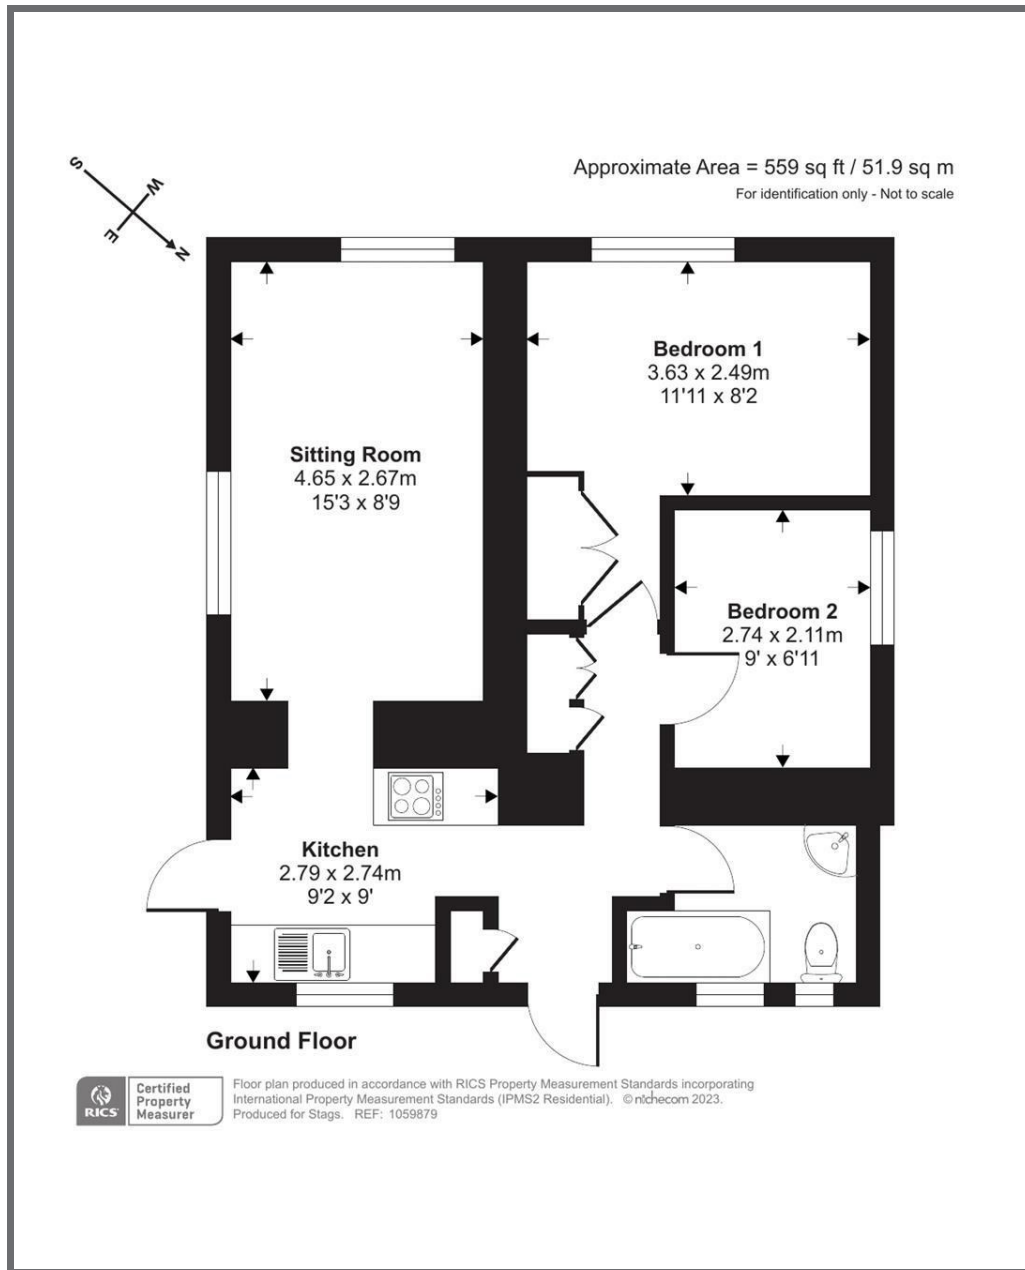 Approximate Area = 559 sq ft / 51.9 sq m
For identification only - Not to scale
S
W
E
N
Bedroom 1
3.63 x 2.49m
11'11 x 8'2
Sitting Room
4.65 x 2.67m
15'3 x 8'9
Bedroom 2
2.74 x 2.11m
9' x 6'11
Kitchen
2.79 x 2.74m
9'2 x 9'
Ground Floor
RICS
Certified
Property
Measurer
Floor plan produced in accordance with RICS Property Measurement Standards incorporating
International Property Measurement Standards (IPMS2 Residential). © nichecom 2023.
Produced for Stags. REF: 1059879